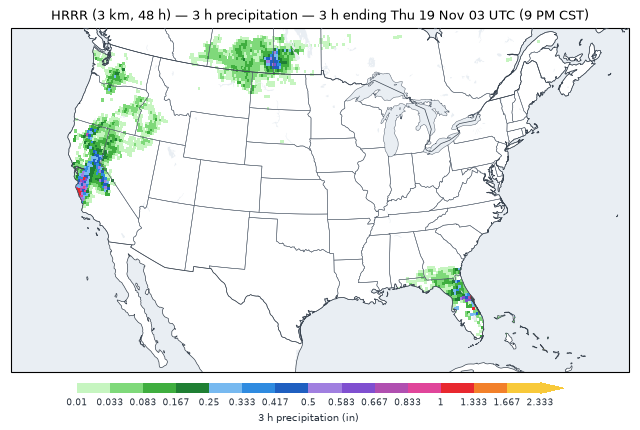 HRRR (3 km, 48 h) — 3 h precipitation — 3 h ending Thu 19 Nov 03 UTC (9 PM CST)
0.01 0.033 0.083 0.167 0.25 0.333 0.417 0.5 0.583 0.667 0.833 1 1.333 1.667 2.333
3 h precipitation (in)